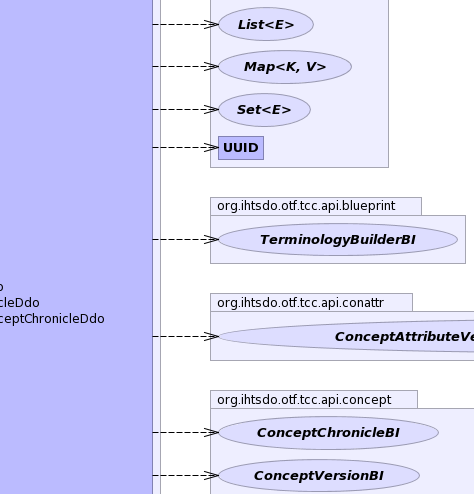 List<E>
Map<K, V>
Set<E>
UUID
org.ihtsdo.otf.tcc.api.blueprint
TerminologyBuilderBI
cleDdo
ceptChronicleDdo
org.ihtsdo.otf.tcc.api.conattr
ConceptAttributeVe
org.ihtsdo.otf.tcc.api.concept
ConceptChronicleBI
ConceptVersionBI